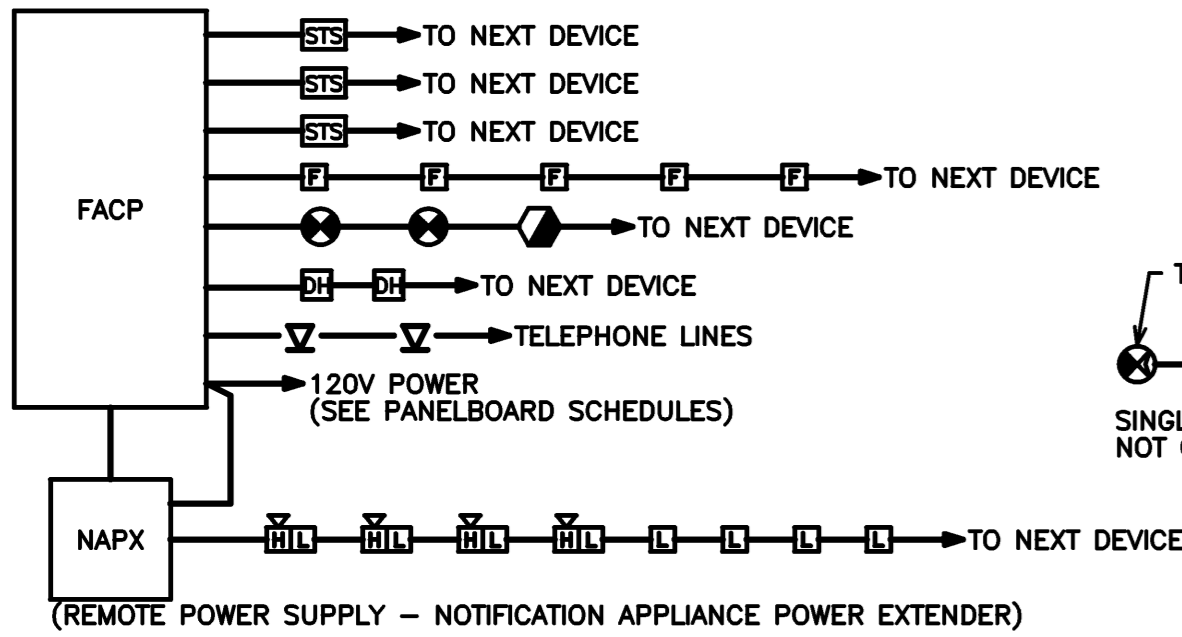 STS TO NEXT DEVICE
STS TO NEXT DEVICE
STS TO NEXT DEVICE
F F F F F TO NEXT DEVICE
FACP
TO NEXT DEVICE
DH DH TO NEXT DEVICE
TELEPHONE LINES
120V POWER
(SEE PANELBOARD SCHEDULES)
T
SINGL
NOT
NAPX
H L H L H L H L L L L L TO NEXT DEVICE
(REMOTE POWER SUPPLY – NOTIFICATION APPLIANCE POWER EXTENDER)